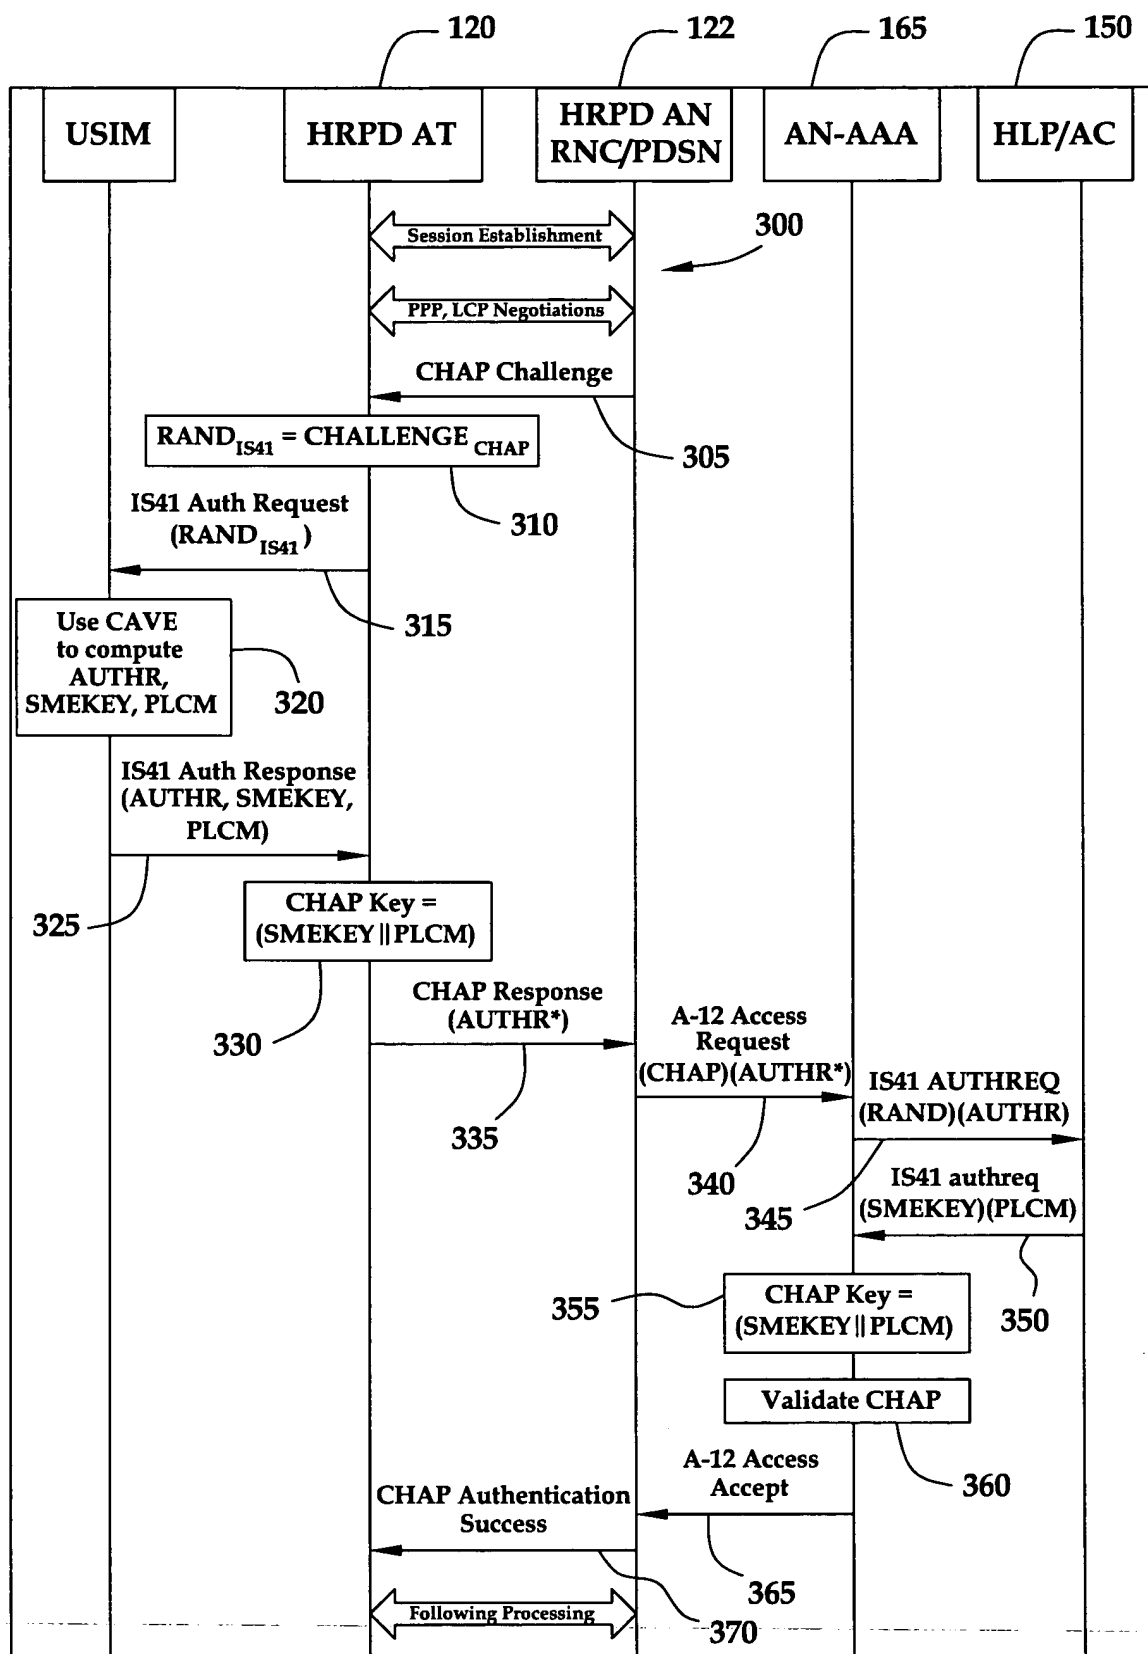 120
122
165
150
USIM
HRPD AT
HRPD AN
RNC/PDSN
AN-AAA
HLP/AC
Session Establishment
300
PPP, LCP Negotiations
CHAP Challenge
305
RAND IS41 = CHALLENGE CHAP
310
IS41 Auth Request
(RAND IS41)
315
Use CAVE
to compute
AUTHR,
SMEKEY, PLCM
320
IS41 Auth Response
(AUTHR, SMEKEY,
PLCM)
325
CHAP Key =
(SMEKEY||PLCM)
330
CHAP Response
(AUTHR*)
335
A-12 Access
Request
(CHAP)(AUTHR*)
340
IS41 AUTHREQ
(RAND)(AUTHR)
345
IS41 authreq
(SMEKEY)(PLCM)
350
355
CHAP Key =
(SMEKEY||PLCM)
Validate CHAP
360
A-12 Access
Accept
365
CHAP Authentication
Success
370
Following Processing